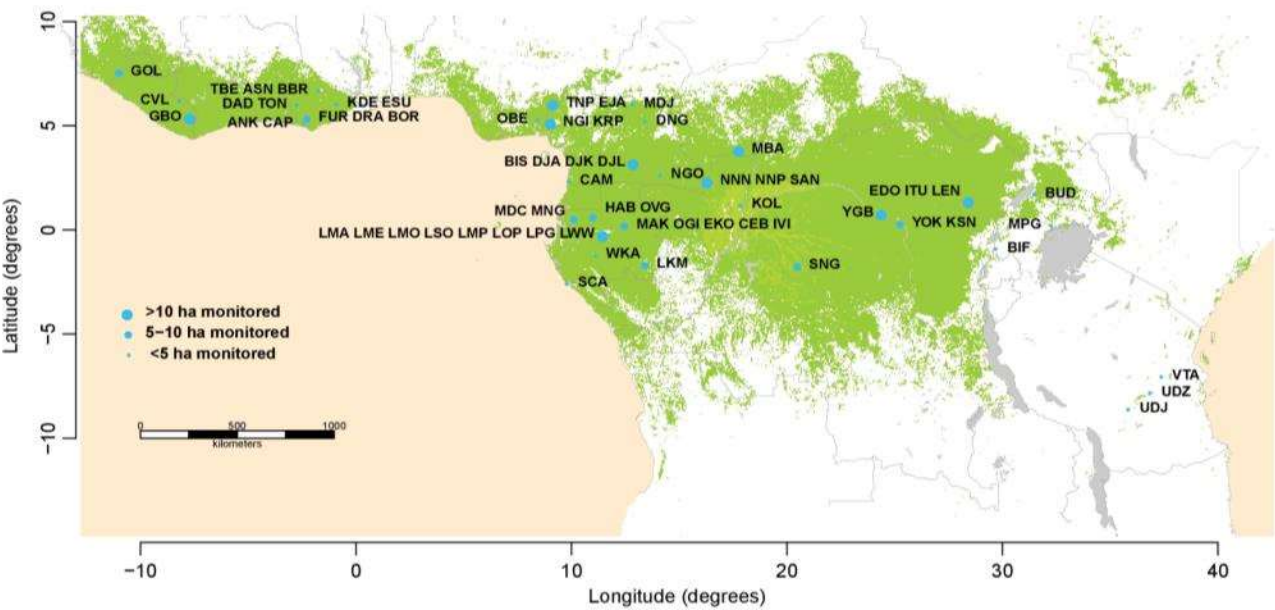 10
5
0
−5
−10
Latitude (degrees)
GOL
CVL
GBO
TBE ASN BBR
DAD TON
ANK CAP
KDE ESU
FUR DRA BOR
OBE
TNP EJA
MDJ
NGI KRP
DNG
MBA
BIS DJA DJK DJL
NGO
NNN NNP SAN
CAM
EDO ITU LEN
BUD
KOL
MDC MNG
HAB OVG
YGB
YOK KSN
MPG
MAK OGI EKO CEB IVI
LMA LME LMO LSO LMP LOP LPG LWW
BIF
WKA
LKM
SNG
SCA
>10 ha monitored
5−10 ha monitored
<5 ha monitored
VTA
UDZ
UDJ
0 500 1000
kilometers
−10 0 10 20 30 40
Longitude (degrees)